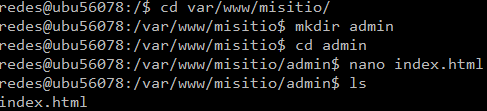 redes@ubu56078:/$ cd var/www/misitio/
redes@ubu56078:/var/www/misitio$ mkdir admin
redes@ubu56078:/var/www/misitio$ cd admin
redes@ubu56078:/var/www/misitio/admin$ nano index.html
redes@ubu56078:/var/www/misitio/admin$ ls
index.html